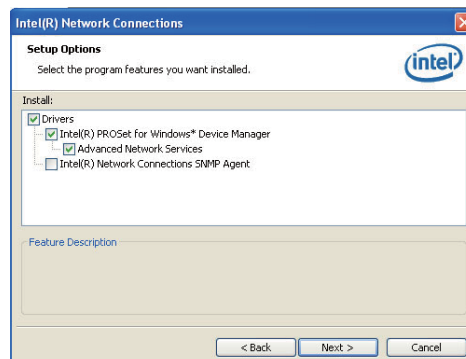 Intel(R) Network Connections
Setup Options
Select the program features you want installed.
intel
Install:
Drivers
Intel(R) PROSet for Windows* Device Manager
Advanced Network Services
Intel(R) Network Connections SNMP Agent
Feature Description
< Back
Next >
Cancel